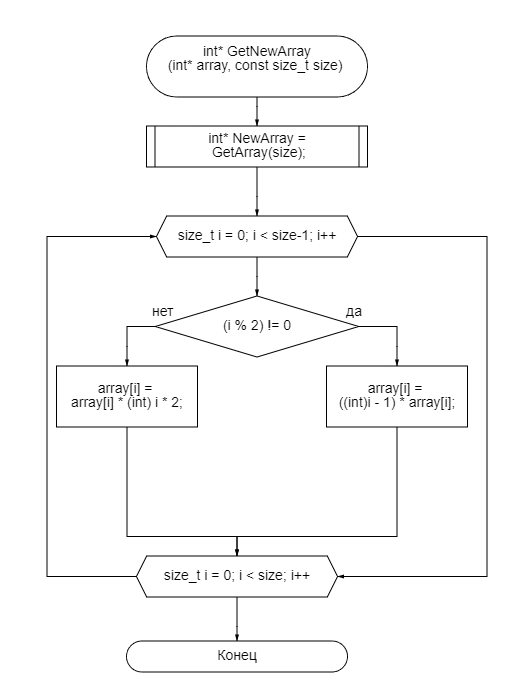 int* GetNewArray
(int* array, const size_t size)
int* NewArray =
GetArray(size);
size_t i = 0; i < size-1; i++
нет
да
(i % 2) != 0
array[i] =
array[i] * (int) i * 2;
array[i] =
((int)i - 1) * array[i];
size_t i = 0; i < size; i++
Конец